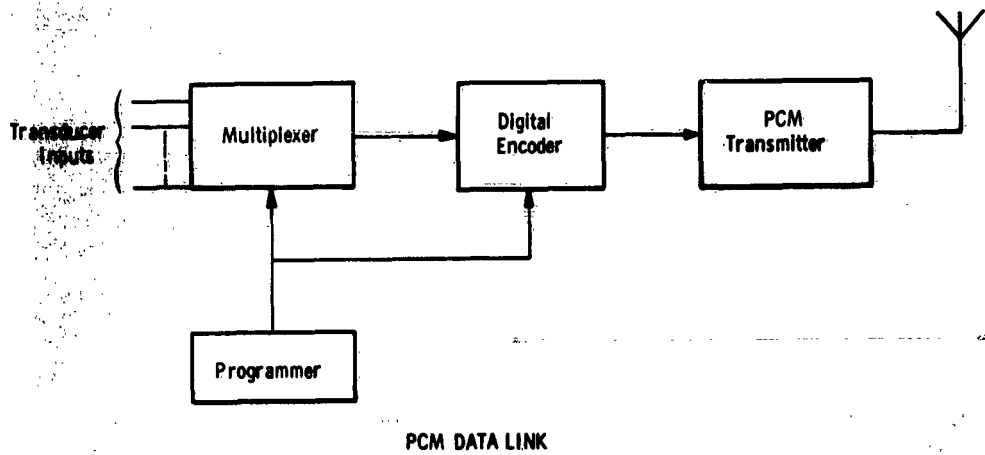 Transducer
Inputs
Multiplexer
Digital
Encoder
PCM
Transmitter
Programmer
PCM DATA LINK